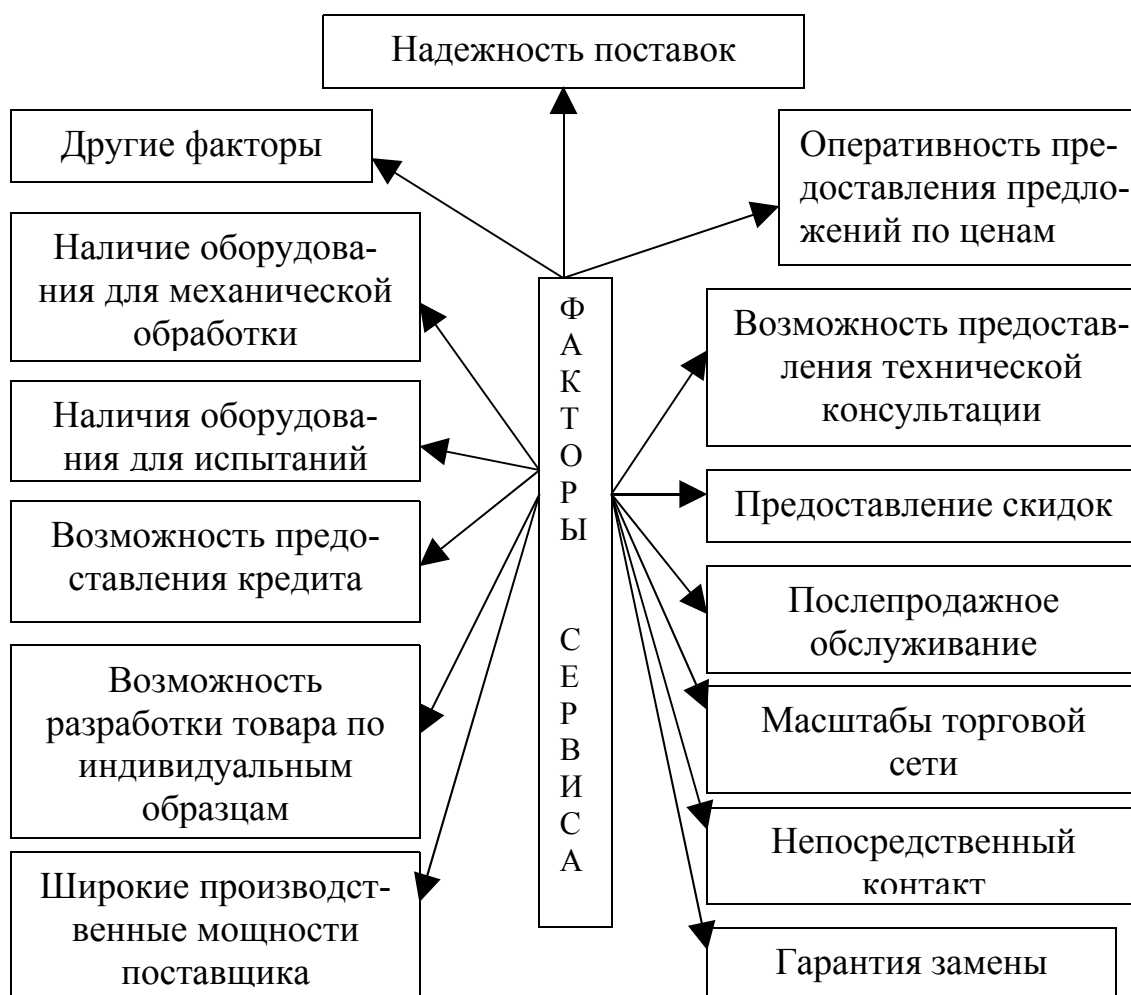 Надежность поставок
Другие факторы
Оперативность пре-
доставления предло-
жений по ценам
Наличие оборудова-
ния для механической
обработки
Наличия оборудова-
ния для испытаний
Возможность предо-
ставления кредита
Возможность
разработки товара по
индивидуальным
образцам
Широкие производст-
венные мощности
поставщика
ФАКТОРЫ СЕРВИСА
Возможность предостав-
ления технической
консультации
Предоставление скидок
Послепродажное
обслуживание
Масштабы торговой
сети
Непосредственный
контакт
Гарантия замены